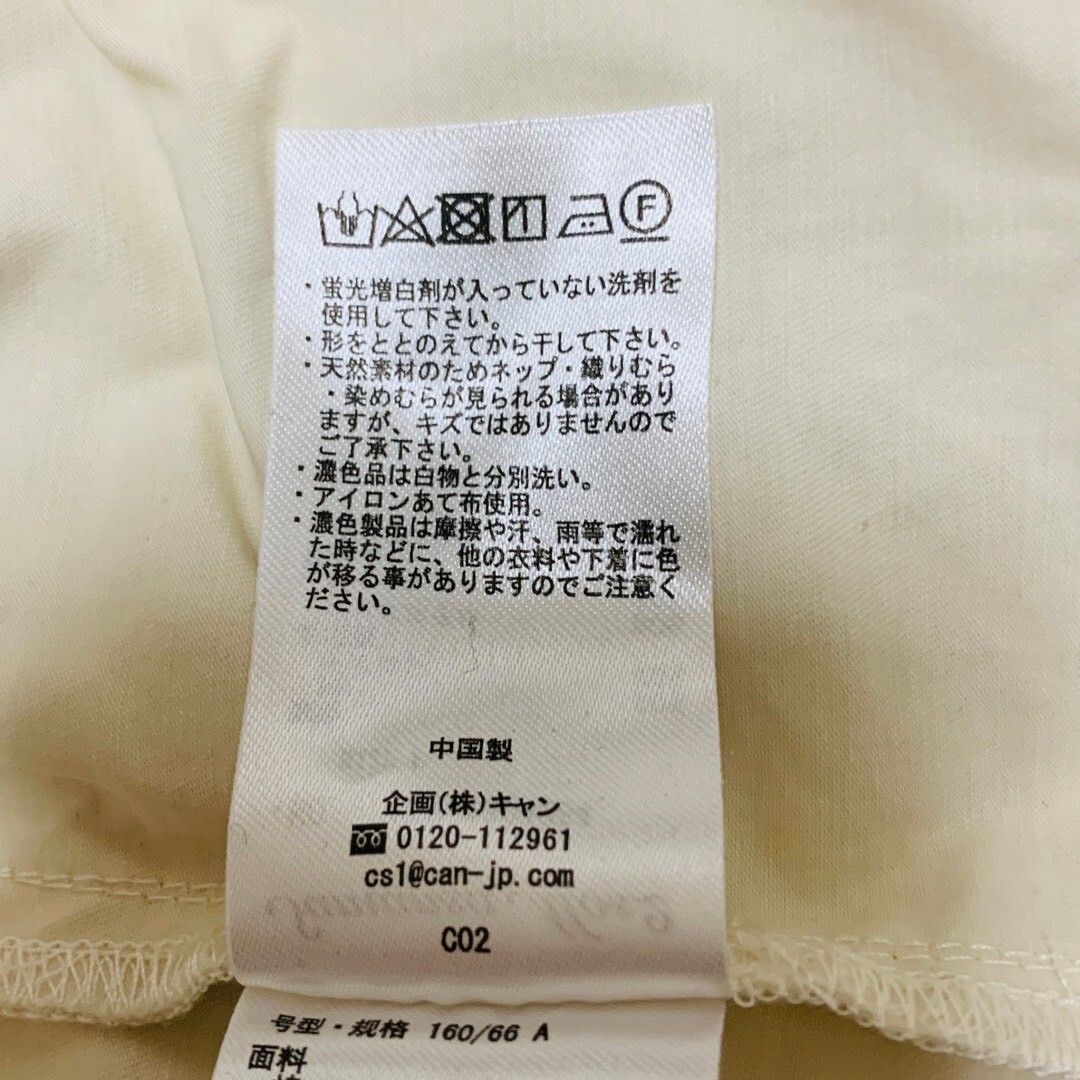 F
・蛍光増白剤が入っていない洗剤を
使用して下さい。
・形をととのえてから干して下さい。
・天然素材のためネップ・織りむら
・染めむらが見られる場合があり
ますが、キズではありませんので
ご了承下さい。
・濃色品は白物と分別洗い。
・アイロンあて布使用。
・濃色製品は摩擦や汗、雨等で濡れ
た時などに、他の衣料や下着に色
が移る事がありますのでご注意く
ださい。
中国製
企画(株)キャン
0120-112961
cs1@can-jp.com
C02
号型・规格 160/66 A
面料